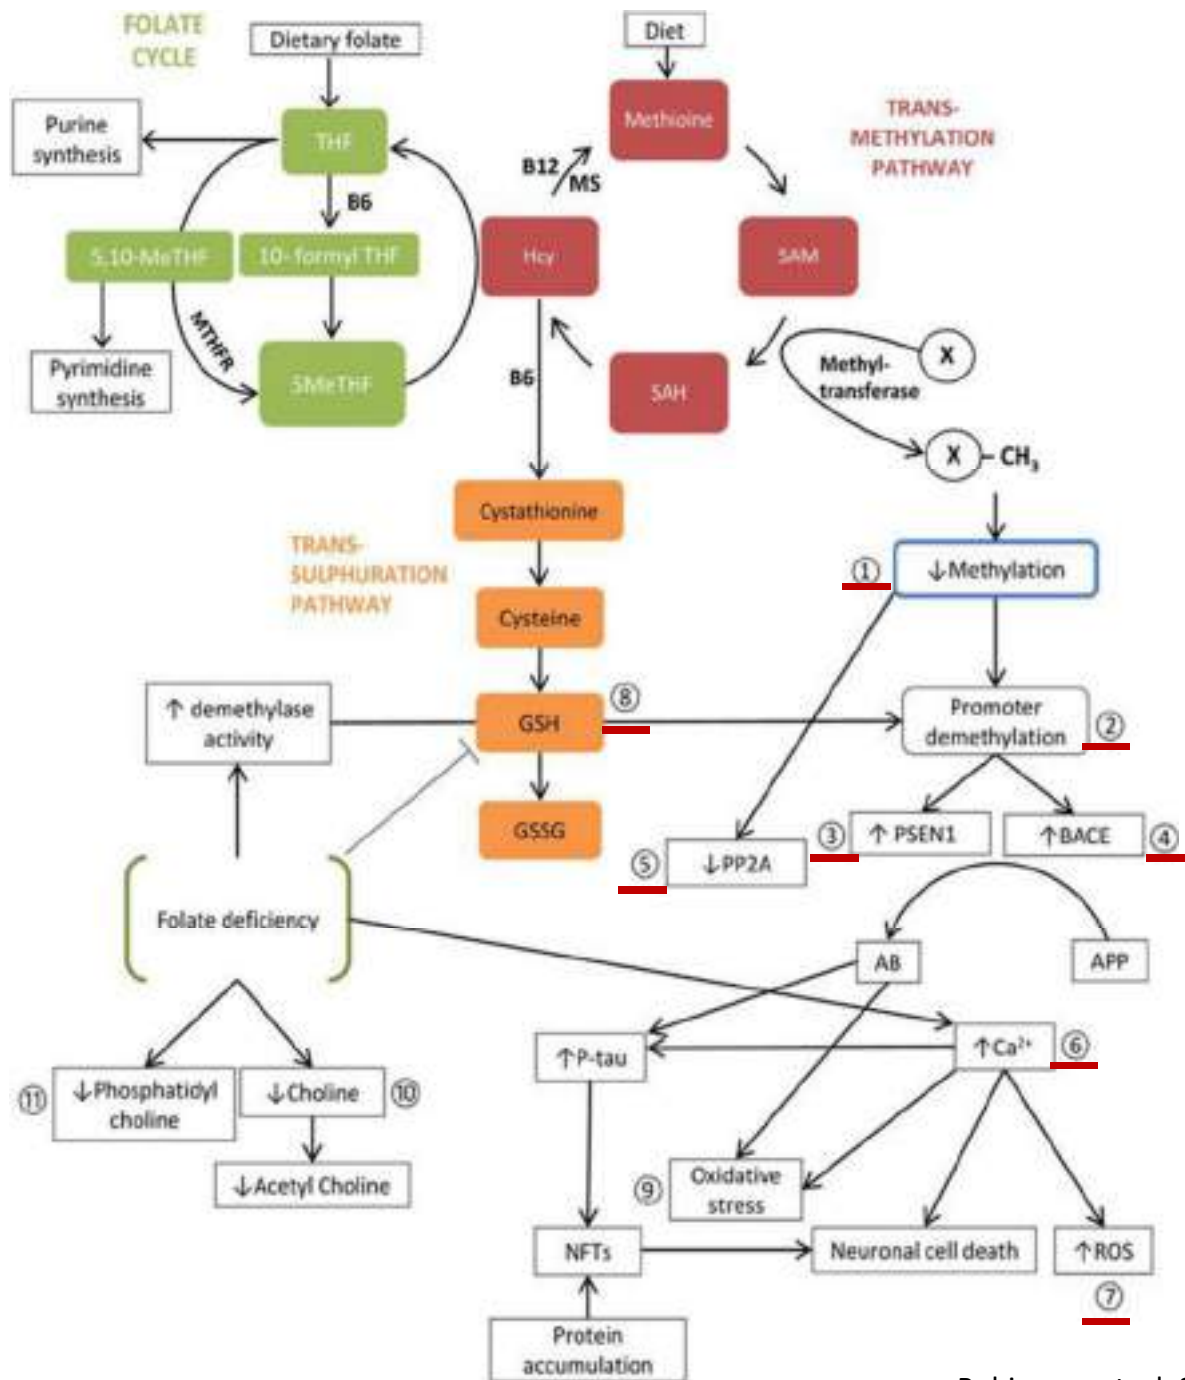 FOLATE
CYCLE
Dietary folate
Diet
Purine
synthesis
THF
Methioine
TRANS-
METHYLATION
PATHWAY
B12
MS
B6
5,10-MeTHF
10- formyl THF
Hcy
SAM
MTHFR
Pyrimidine
synthesis
5MeTHF
B6
SAH
Methyl-
transferase
X
X
– CH₃
Cystathionine
TRANS-
SULPHURATION
PATHWAY
①
↓Methylation
Cysteine
↑ demethylase
activity
GSH
⑧
Promoter
demethylation
②
GSSG
③
↑ PSEN1
↑BACE
④
⑤
↓PP2A
Folate deficiency
AB
APP
↑P-tau
↑Ca²⁺
⑥
⑪
↓Phosphatidyl
choline
↓Choline
⑩
↓Acetyl Choline
⑨
Oxidative
stress
NFTs
Neuronal cell death
↑ROS
⑦
Protein
accumulation